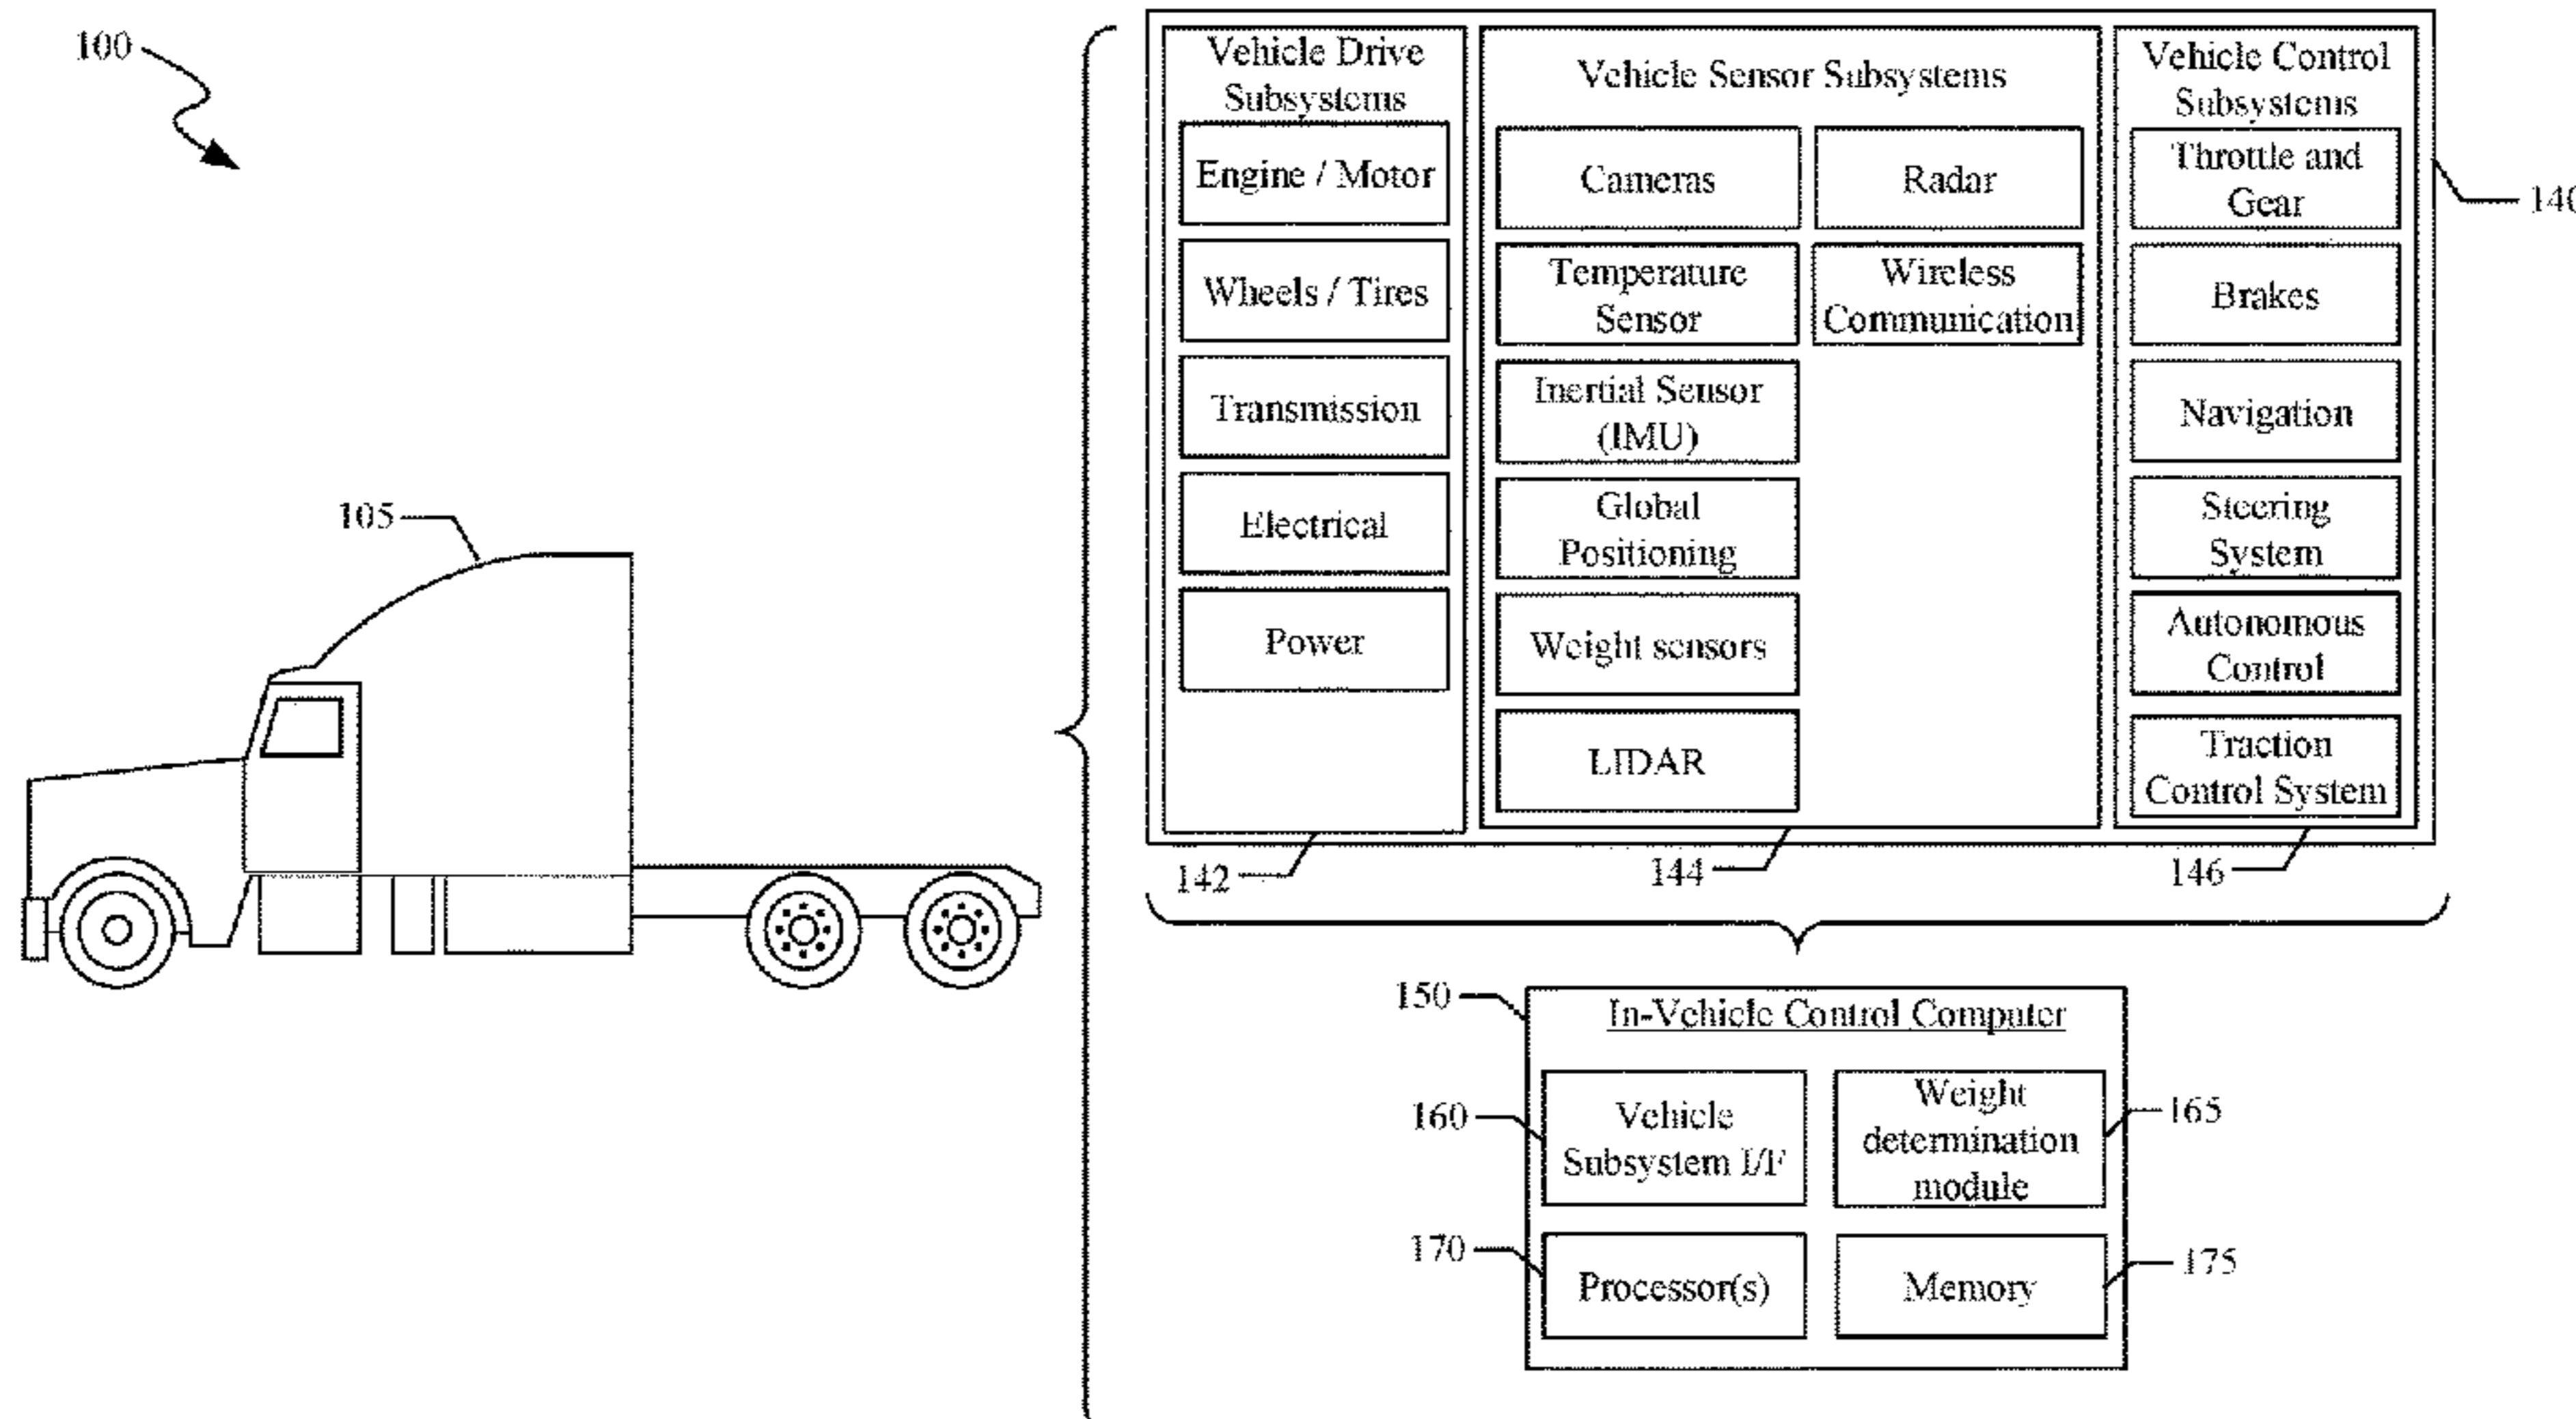 100
105
Vehicle Drive
Subsystems
Engine / Motor
Wheels / Tires
Transmission
Electrical
Power
142
Vehicle Sensor Subsystems
Cameras
Radar
Temperature
Sensor
Wireless
Communication
Inertial Sensor
(IMU)
Global
Positioning
Weight sensors
LIDAR
144
Vehicle Control
Subsystems
Throttle and
Gear
Brakes
Navigation
Steering
System
Autonomous
Control
Traction
Control System
146
140
150
In-Vehicle Control Computer
160
Vehicle
Subsystem I/F
Weight
determination
module
165
170
Processor(s)
Memory
175